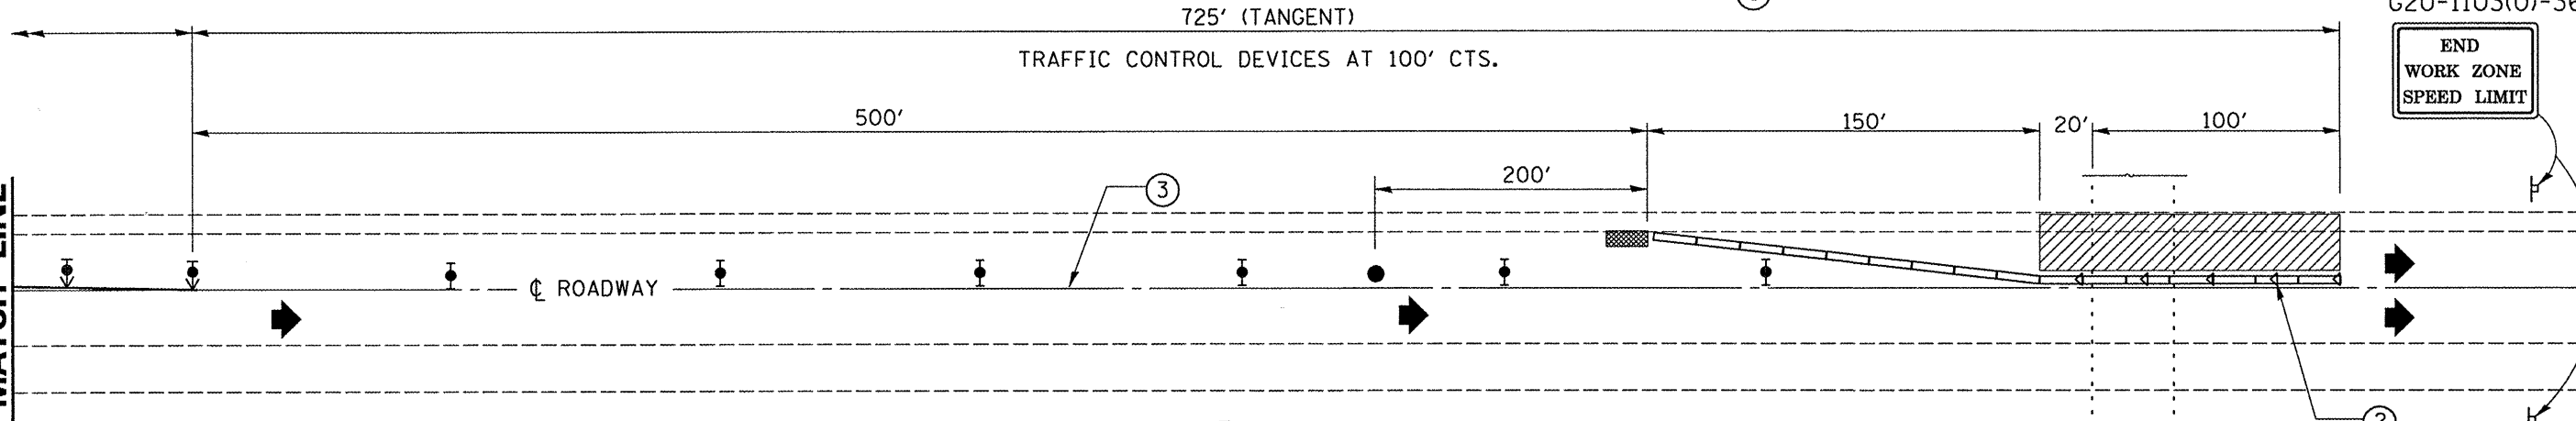 725' (TANGENT)
TRAFFIC CONTROL DEVICES AT 100' CTS.
END
WORK ZONE
SPEED LIMIT
500'
150'
20'
100'
200'
3
℄ ROADWAY